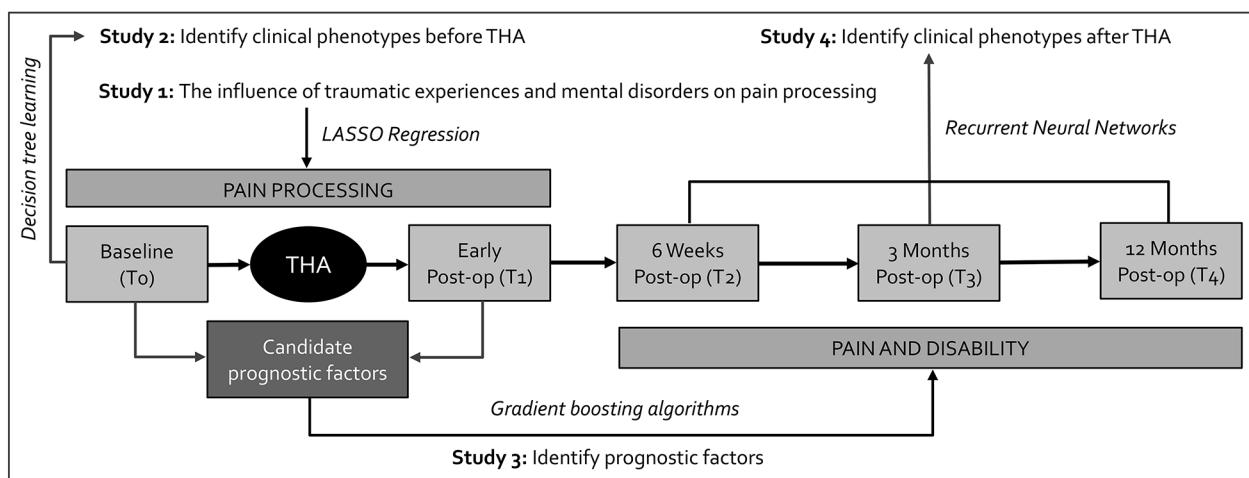 Study 2: Identify clinical phenotypes before THA
Study 4: Identify clinical phenotypes after THA
Decision tree learning
Study 1: The influence of traumatic experiences and mental disorders on pain processing
LASSO Regression
Recurrent Neural Networks
PAIN PROCESSING
Baseline
(T0)
THA
Early
Post-op (T1)
6 Weeks
Post-op (T2)
3 Months
Post-op (T3)
12 Months
Post-op (T4)
Candidate
prognostic factors
PAIN AND DISABILITY
Gradient boosting algorithms
Study 3: Identify prognostic factors